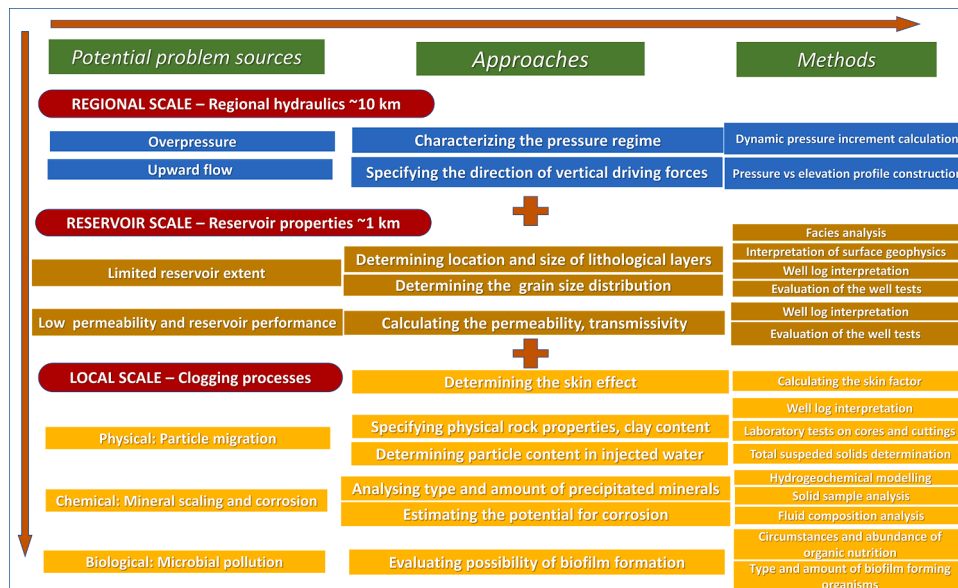 Potential problem sources
Approaches
Methods
REGIONAL SCALE – Regional hydraulics ~10 km
Overpressure
Characterizing the pressure regime
Dynamic pressure increment calculation
Upward flow
Specifying the direction of vertical driving forces
Pressure vs elevation profile construction
RESERVOIR SCALE – Reservoir properties ~1 km
Limited reservoir extent
Determining location and size of lithological layers
Determining the grain size distribution
Facies analysis
Interpretation of surface geophysics
Well log interpretation
Evaluation of the well tests
Low permeability and reservoir performance
Calculating the permeability, transmissivity
Well log interpretation
Evaluation of the well tests
LOCAL SCALE – Clogging processes
Determining the skin effect
Calculating the skin factor
Physical: Particle migration
Specifying physical rock properties, clay content
Determining particle content in injected water
Well log interpretation
Laboratory tests on cores and cuttings
Total suspeded solids determination
Chemical: Mineral scaling and corrosion
Analysing type and amount of precipitated minerals
Estimating the potential for corrosion
Hydrogeochemical modelling
Solid sample analysis
Fluid composition analysis
Biological: Microbial pollution
Evaluating possibility of biofilm formation
Circumstances and abundance of
organic nutrition
Type and amount of biofilm forming
organisms